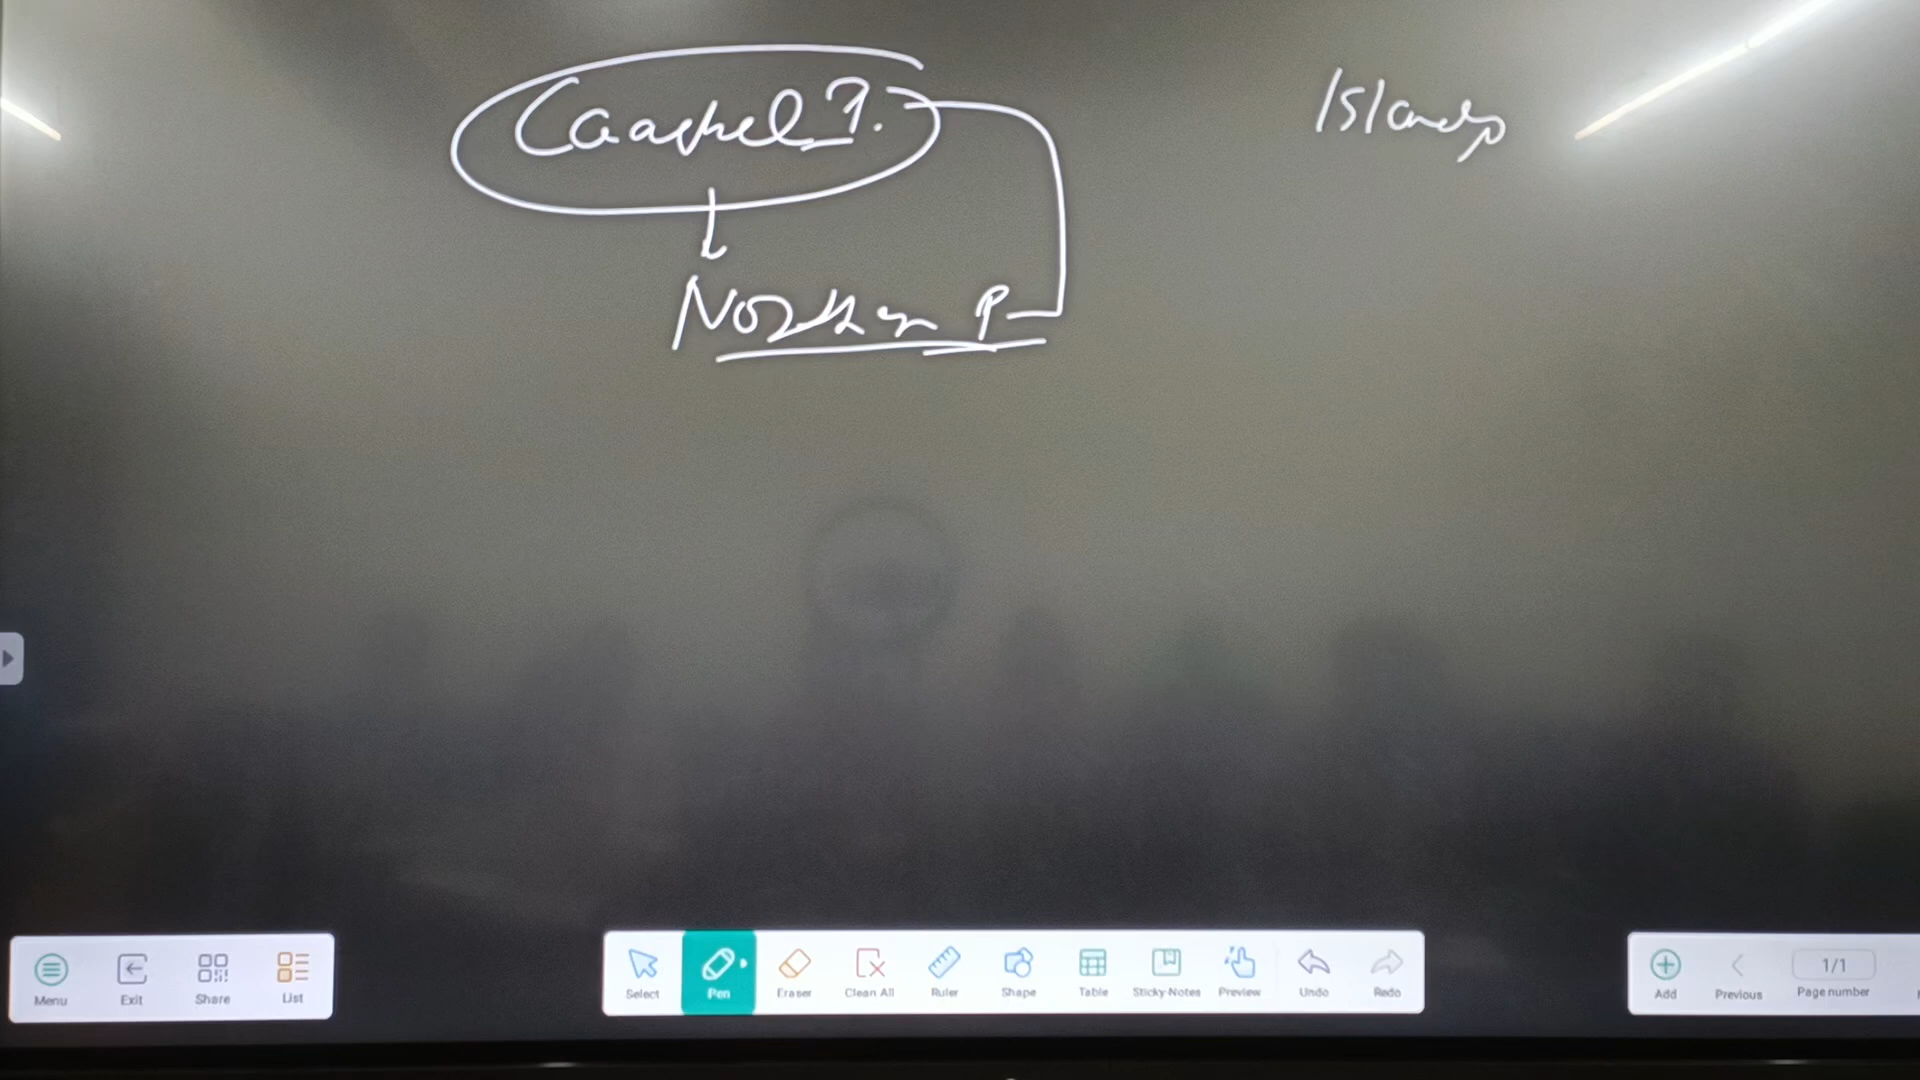 Islands
Northern P
Menu
Exit
Share
List
Select
Pen
Eraser
Clean All
Ruler
Shape
Table
Sticky-Notes
Preview
Undo
Redo
Add
Previous
1/1
Page number